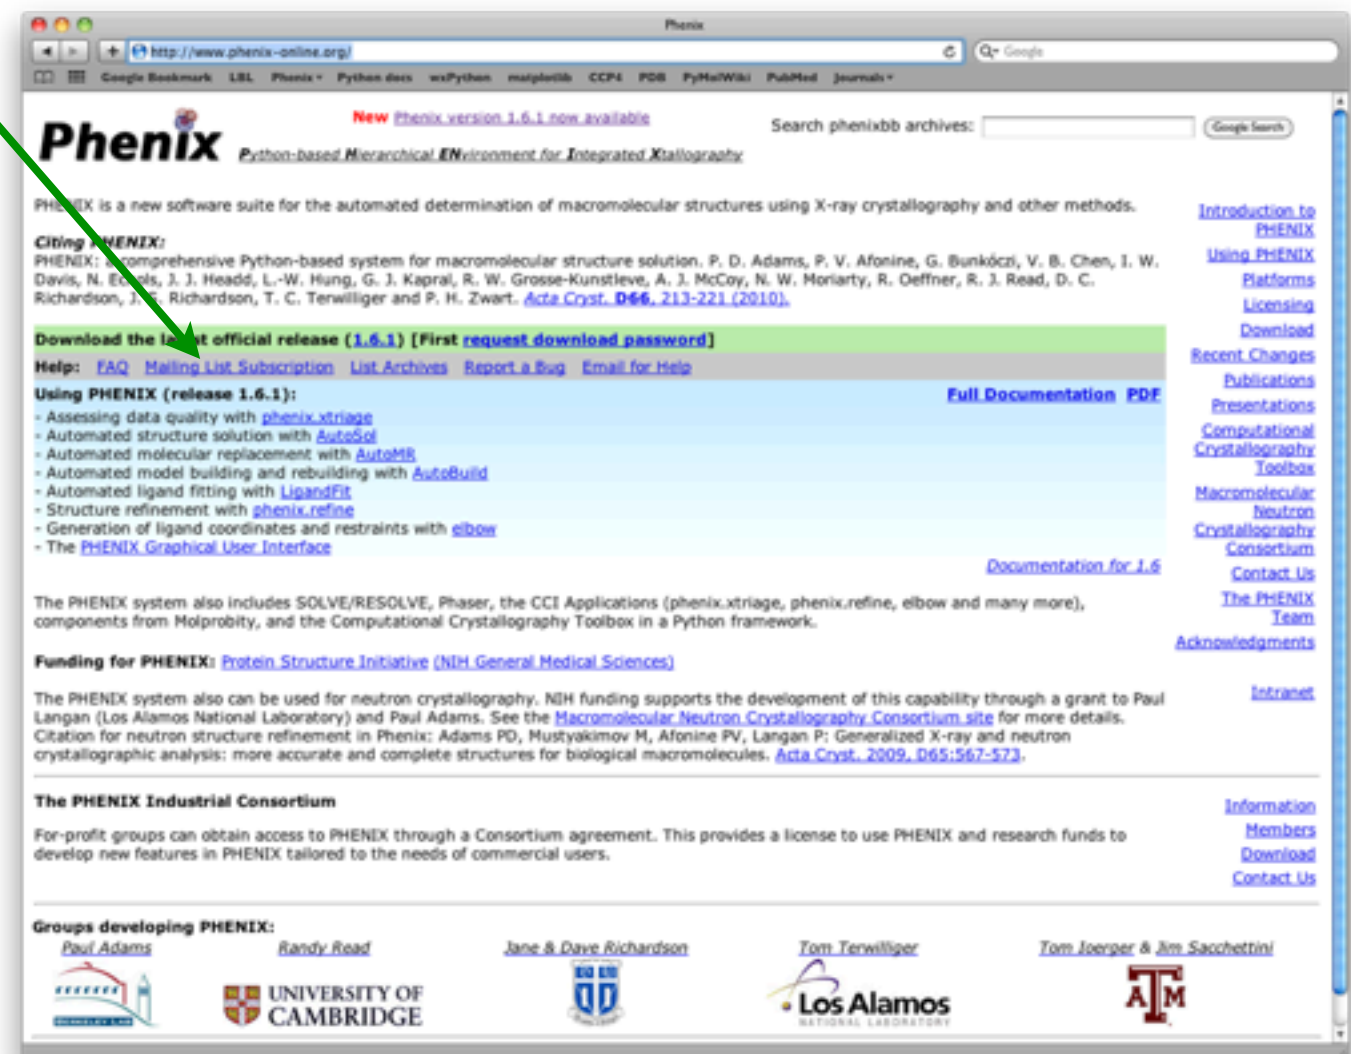 Phenix
http://www.phenix-online.org/
Google
Google Bookmark LBL Phenix Python docs wxPython matplotlib CCP4 PDB PyMolWiki PubMed Journals
New Phenix version 1.6.1 now available
Search phenixbb archives:
Google Search
Phenix
Python-based Hierarchical ENvironment for Integrated Xtallography
PHENIX is a new software suite for the automated determination of macromolecular structures using X-ray crystallography and other methods.
Citing PHENIX:
PHENIX: a comprehensive Python-based system for macromolecular structure solution. P. D. Adams, P. V. Afonine, G. Bunkóczi, V. B. Chen, I. W.
Davis, N. Echols, J. J. Headd, L.-W. Hung, G. J. Kapral, R. W. Grosse-Kunstleve, A. J. McCoy, N. W. Moriarty, R. Oeffner, R. J. Read, D. C.
Richardson, J. S. Richardson, T. C. Terwilliger and P. H. Zwart. Acta Cryst. D66, 213-221 (2010).
Download the latest official release (1.6.1) [First request download password]
Help: FAQ Mailing List Subscription List Archives Report a Bug Email for Help
Using PHENIX (release 1.6.1): Full Documentation PDF
- Assessing data quality with phenix.xtriage
- Automated structure solution with AutoSol
- Automated molecular replacement with AutoMR
- Automated model building and rebuilding with AutoBuild
- Automated ligand fitting with LigandFit
- Structure refinement with phenix.refine
- Generation of ligand coordinates and restraints with elbow
- The PHENIX Graphical User Interface
Documentation for 1.6
The PHENIX system also includes SOLVE/RESOLVE, Phaser, the CCI Applications (phenix.xtriage, phenix.refine, elbow and many more),
components from Molprobity, and the Computational Crystallography Toolbox in a Python framework.
Funding for PHENIX: Protein Structure Initiative (NIH General Medical Sciences)
The PHENIX system also can be used for neutron crystallography. NIH funding supports the development of this capability through a grant to Paul
Langan (Los Alamos National Laboratory) and Paul Adams. See the Macromolecular Neutron Crystallography Consortium site for more details.
Citation for neutron structure refinement in Phenix: Adams PD, Mustyakimov M, Afonine PV, Langan P: Generalized X-ray and neutron
crystallographic analysis: more accurate and complete structures for biological macromolecules. Acta Cryst. 2009, D65:567-573.
Introduction to
PHENIX
Using PHENIX
Platforms
Licensing
Download
Recent Changes
Publications
Presentations
Computational
Crystallography
Toolbox
Macromolecular
Neutron
Crystallography
Consortium
Contact Us
The PHENIX
Team
Acknowledgments
Intranet
The PHENIX Industrial Consortium
For-profit groups can obtain access to PHENIX through a Consortium agreement. This provides a license to use PHENIX and research funds to
develop new features in PHENIX tailored to the needs of commercial users.
Information
Members
Download
Contact Us
Groups developing PHENIX:
Paul Adams Randy Read Jane & Dave Richardson Tom Terwilliger Tom Ioerger & Jim Sacchettini
BERKELEY LAB
UNIVERSITY OF
CAMBRIDGE
Los Alamos
NATIONAL LABORATORY
ATM